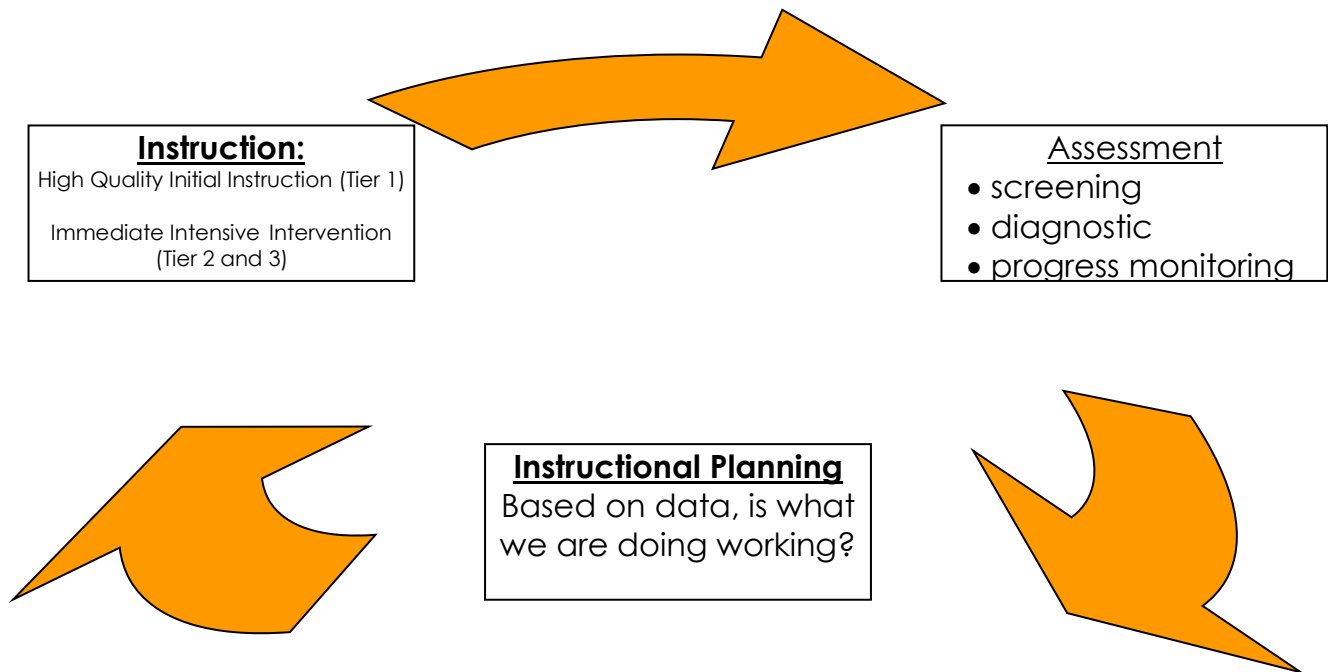 Instruction:
High Quality Initial Instruction (Tier 1)
Immediate Intensive Intervention
(Tier 2 and 3)
Assessment
• screening
• diagnostic
• progress monitoring
Instructional Planning
Based on data, is what
we are doing working?